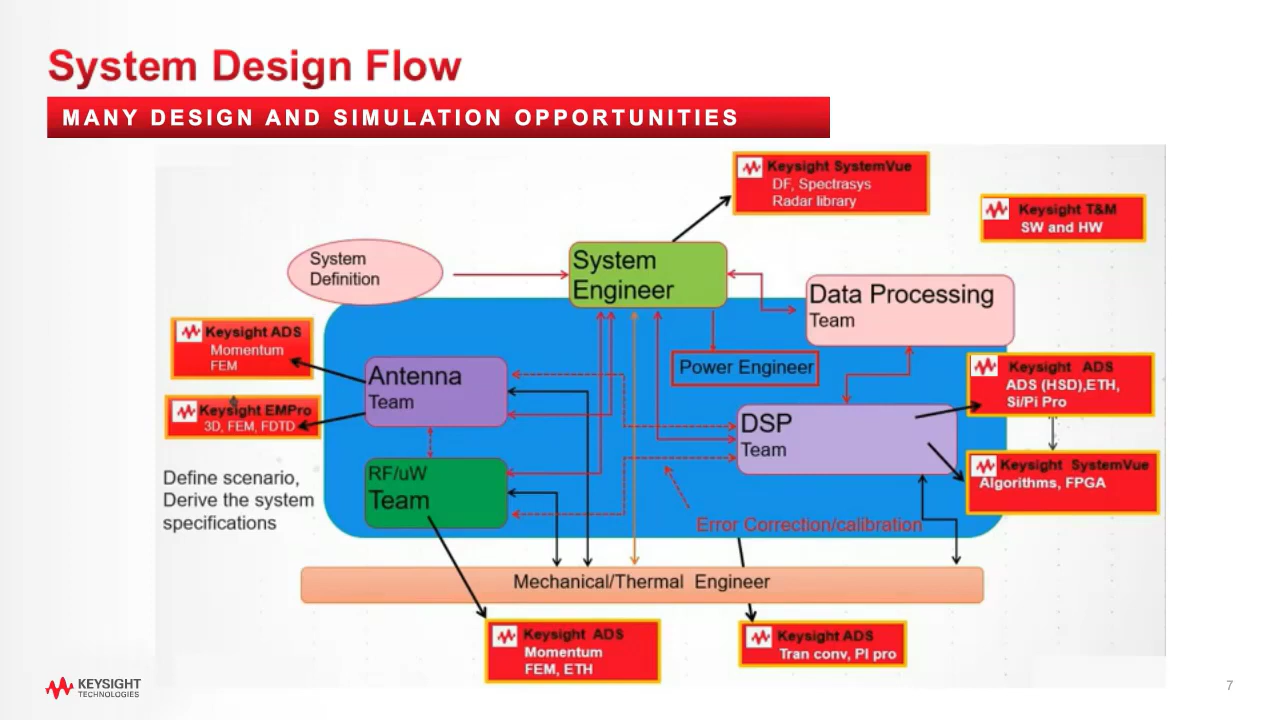 System Design Flow
MANY DESIGN AND SIMULATION OPPORTUNITIES
Keysight SystemVue
DF, Spectrasys
Radar library
Keysight T&M
SW and HW
System
Definition
System
Engineer
Data Processing
Team
Keysight ADS
Momentum
FEM
Power Engineer
Antenna
Team
Keysight ADS
ADS (HSD),ETH,
Si/Pi Pro
Keysight EMPro
3D, FEM, FDTD
DSP
Team
RF/uW
Team
Keysight SystemVue
Algorithms, FPGA
Define scenario,
Derive the system
specifications
Error Correction/calibration
Mechanical/Thermal Engineer
Keysight ADS
Momentum
FEM, ETH
Keysight ADS
Tran conv, PI pro
KEYSIGHT
TECHNOLOGIES
7